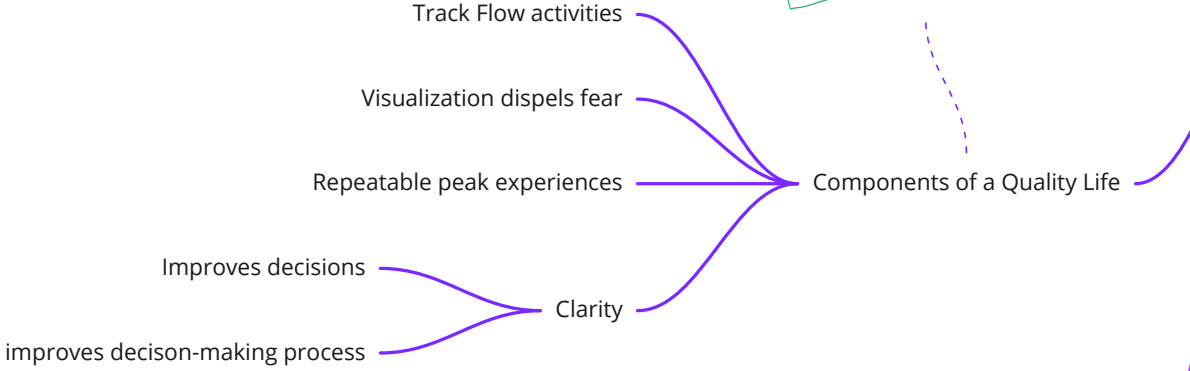 Track Flow activities
Visualization dispels fear
Repeatable peak experiences
Components of a Quality Life
Improves decisions
Clarity
improves decison-making process